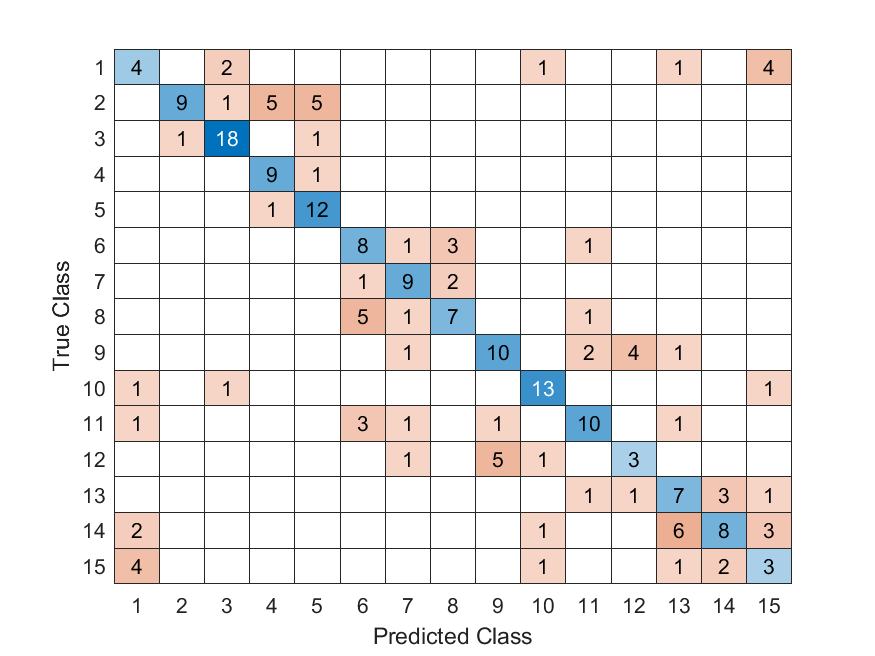 1 4 2 1 1 4
2 9 1 5 5
3 1 18 1
4 9 1
5 1 12
6 8 1 3 1
7 1 9 2
8 5 1 7 1
9 1 10 2 4 1
10 1 1 13 1
11 1 3 1 1 10 1
12 1 5 1 3
13 1 1 7 3 1
14 2 1 6 8 3
15 4 1 1 2 3
1 2 3 4 5 6 7 8 9 10 11 12 13 14 15
Predicted Class
True Class